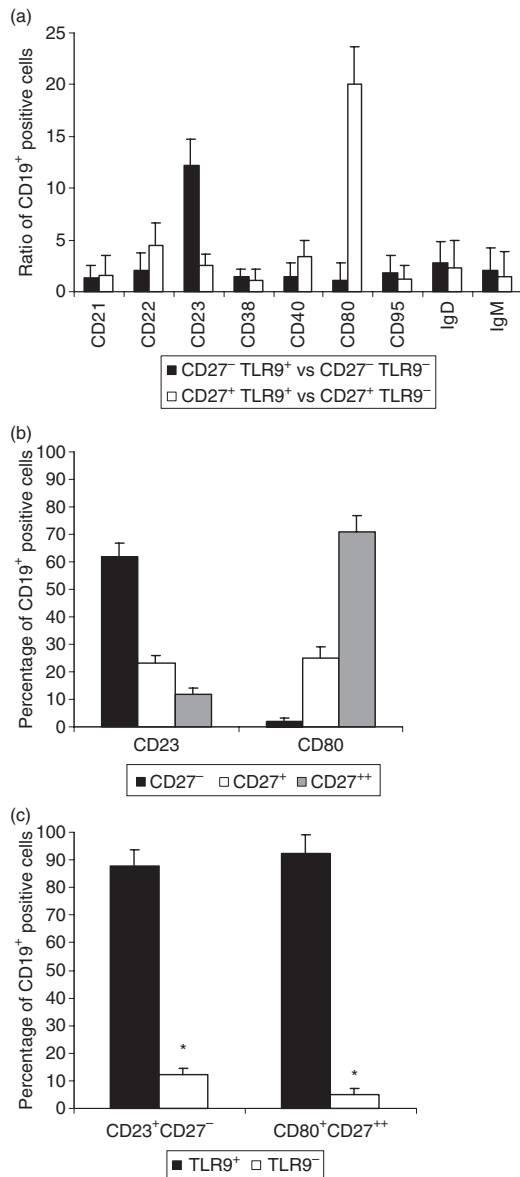 (a)
Ratio of CD19⁺ positive cells
25
20
15
10
5
0
CD21
CD22
CD23
CD38
CD40
CD80
CD95
IgD
IgM
CD27⁻ TLR9⁺ vs CD27⁻ TLR9⁻
CD27⁺ TLR9⁺ vs CD27⁺ TLR9⁻
(b)
Percentage of CD19⁺ positive cells
100
90
80
70
60
50
40
30
20
10
0
CD23 CD80
CD27⁻ CD27⁺ CD27⁺⁺
(c)
Percentage of CD19⁺ positive cells
100
90
80
70
60
50
40
30
20
10
0
* *
CD23⁺CD27⁻ CD80⁺CD27⁺⁺
TLR9⁺ TLR9⁻